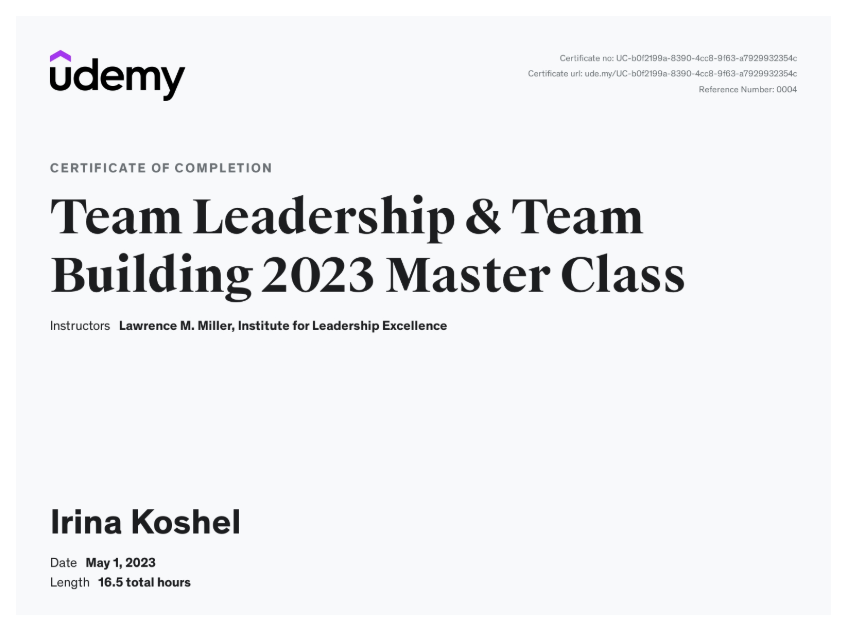 udemy
Certificate no: UC-b0f2199a-8390-4cc8-9f63-a7929932354c
Certificate url: ude.my/UC-b0f2199a-8390-4cc8-9f63-a7929932354c
Reference Number: 0004
CERTIFICATE OF COMPLETION
Team Leadership & Team
Building 2023 Master Class
Instructors Lawrence M. Miller, Institute for Leadership Excellence
Irina Koshel
Date May 1, 2023
Length 16.5 total hours